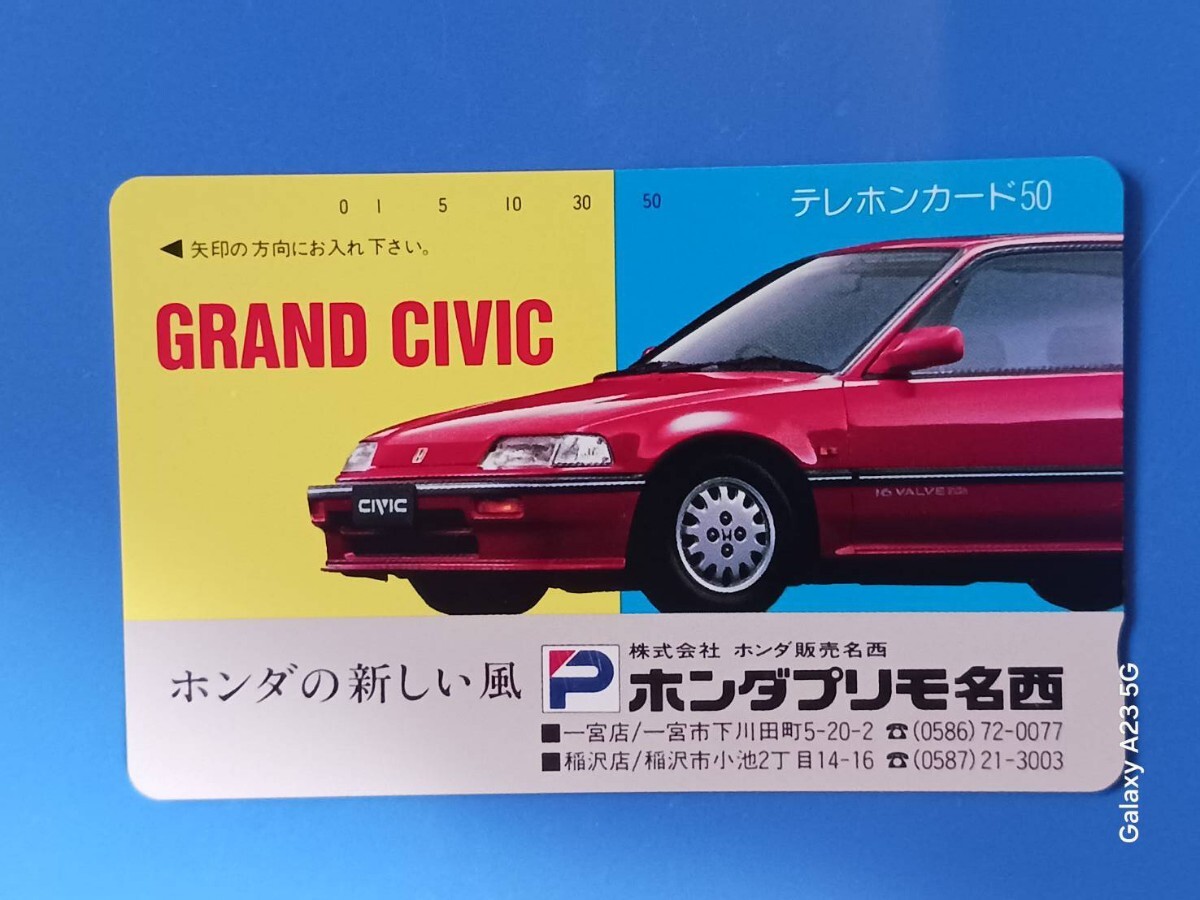 0 1 5 10 30 50
テレホンカード50
◀矢印の方向にお入れ下さい。
GRAND CIVIC
CIVIC
16 VALVE
ホンダの新しい風
P
株式会社 ホンダ販売名西
ホンダプリモ名西
■一宮店/一宮市下川田町5-20-2 ☎(0586)72-0077
■稲沢店/稲沢市小池2丁目14-16 ☎(0587)21-3003
Galaxy A23 5G